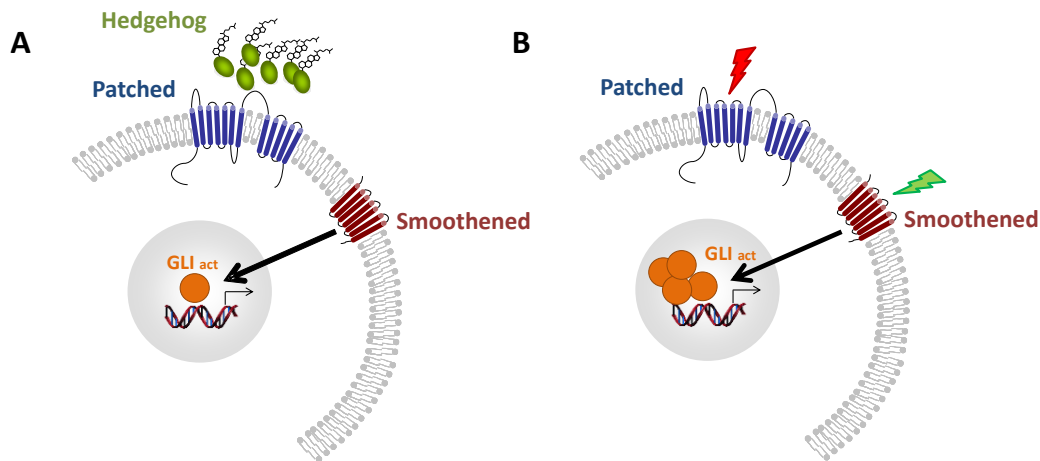 A
Hedgehog
Patched
Smoothened
GLI act
B
Patched
Smoothened
GLI act